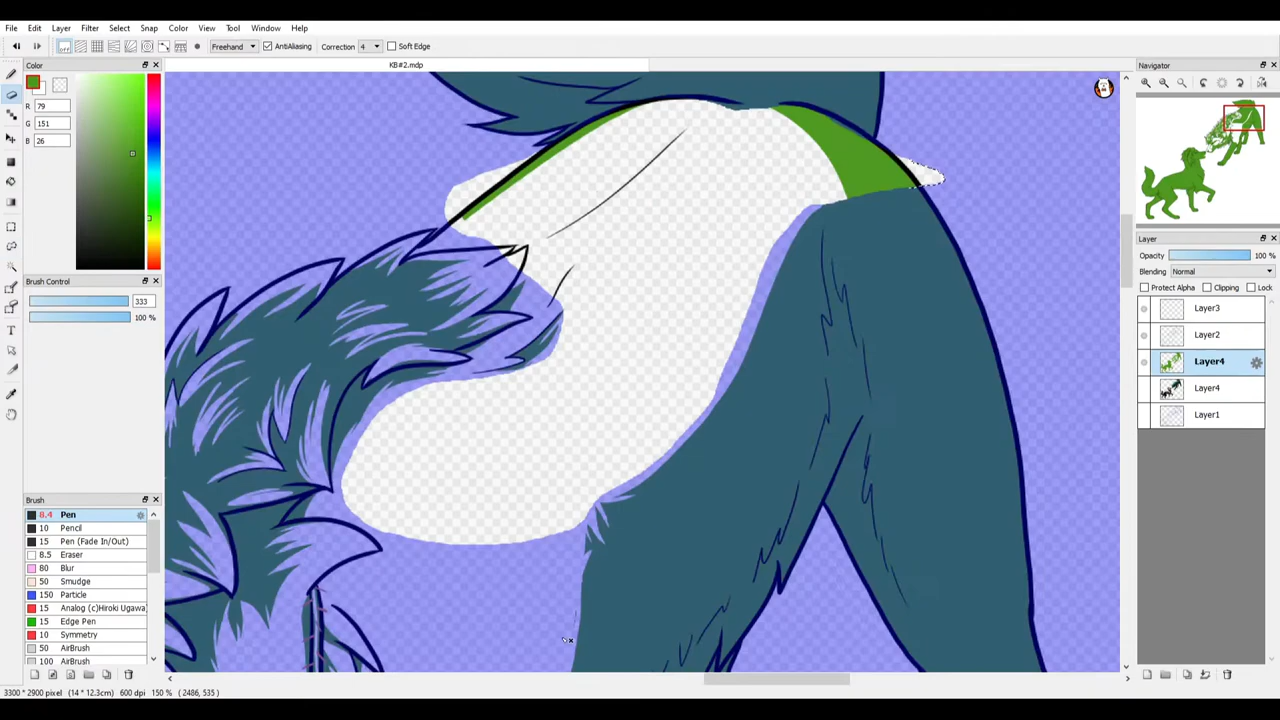 File Edit Layer Filter Select Snap Color View Tool Window Help
off Freehand AntiAliasing Correction 4 Soft Edge
Color
KB#2.mdp
Navigator
R 79
G 151
B 26
Layer
Opacity 100 %
Blending Normal
Brush Control
Protect Alpha Clipping Lock
333
Layer3
100 %
Layer2
Layer4
Layer4
Layer1
Brush
8.4 Pen
10 Pencil
15 Pen (Fade In/Out)
8.5 Eraser
80 Blur
50 Smudge
150 Particle
15 Analog (c)Hiroki Ugawa
15 Edge Pen
10 Symmetry
50 AirBrush
100 AirBrush
3300 * 2900 pixel (14 * 12.3cm) 600 dpi 150 % ( 2486, 535 )